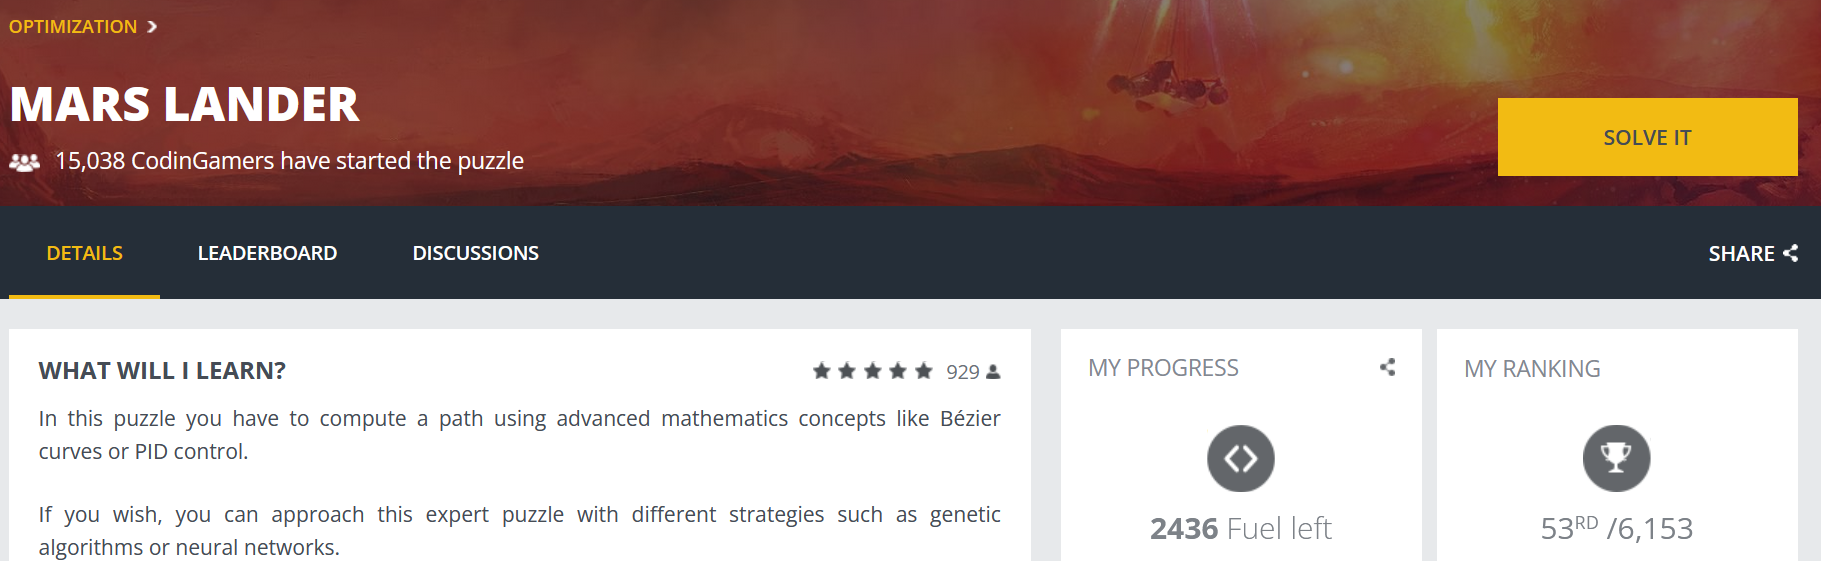 OPTIMIZATION
MARS LANDER
15,038 CodinGamers have started the puzzle
SOLVE IT
DETAILS LEADERBOARD DISCUSSIONS SHARE
WHAT WILL I LEARN? 929
In this puzzle you have to compute a path using advanced mathematics concepts like Bézier
curves or PID control.
If you wish, you can approach this expert puzzle with different strategies such as genetic
algorithms or neural networks.
MY PROGRESS
2436 Fuel left
MY RANKING
53RD /6,153